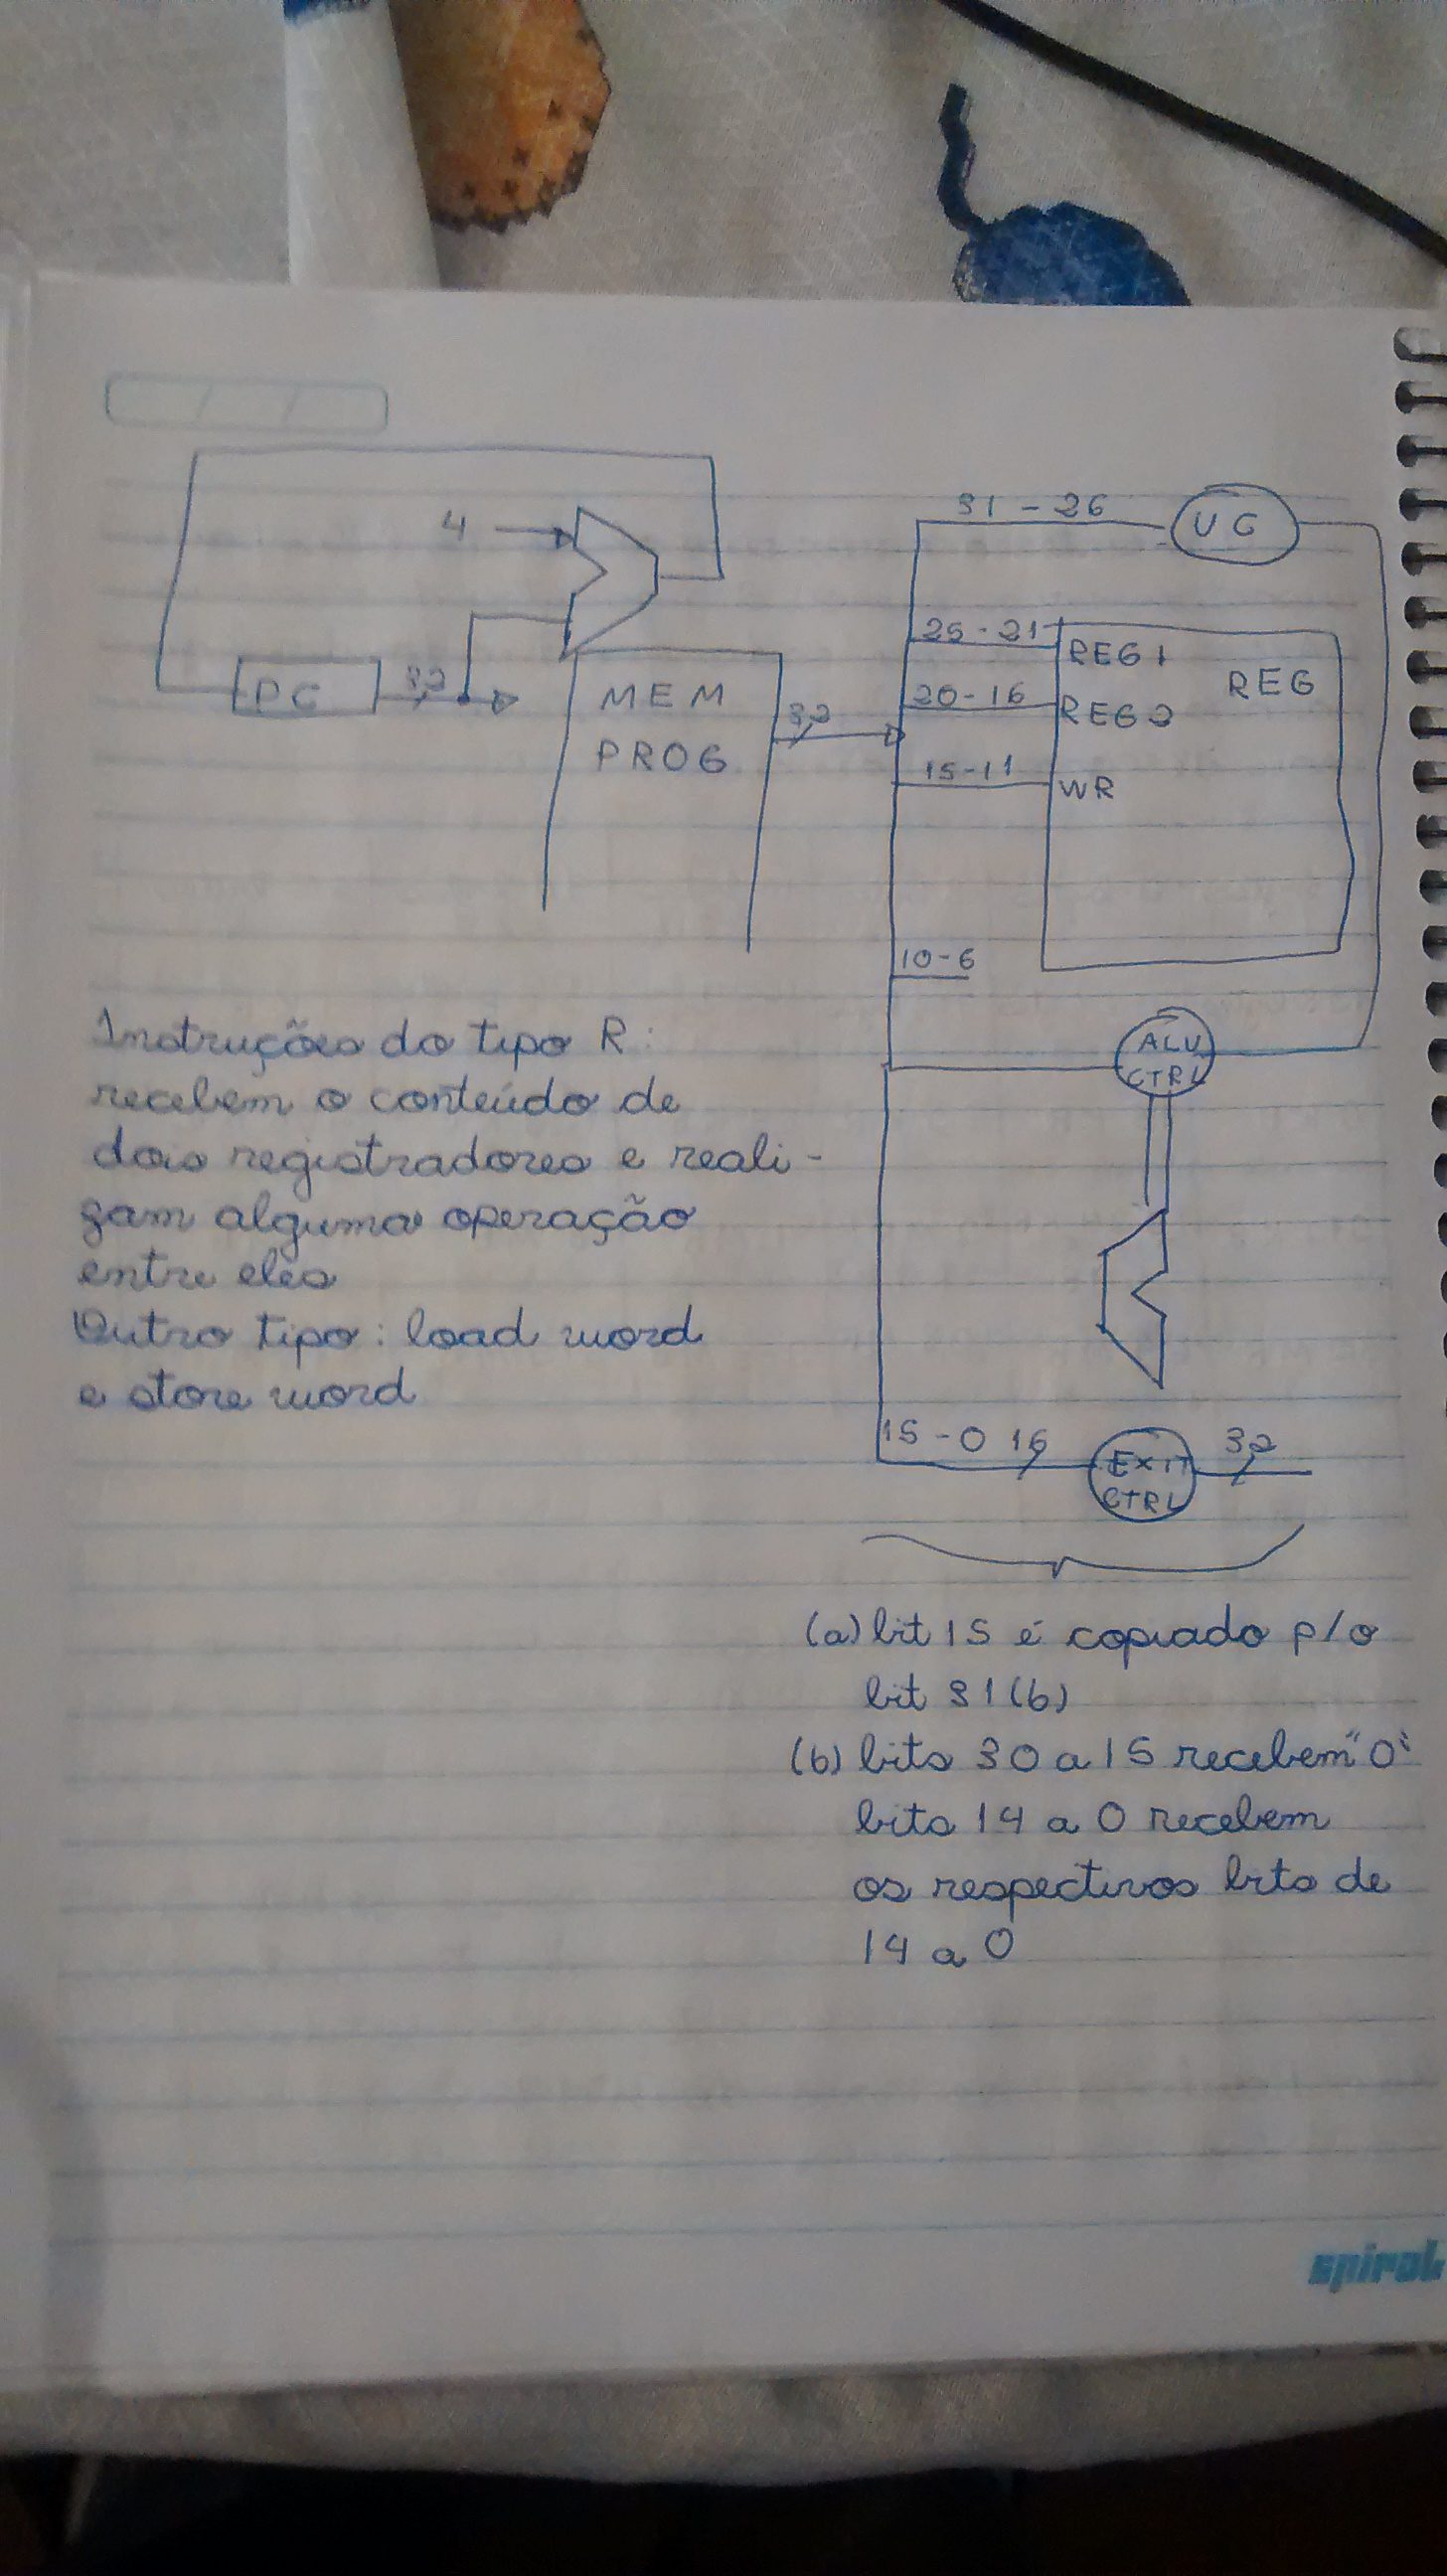 4
PC
32
MEM
PROG
32
31 - 26
UC
25 - 21
REG 1
REG
20 - 16
REG 2
15 - 11
WR
10 - 6
ALU
CTRL
15 - 0 16
EXIT
CTRL
32
Instruções do tipo R:
recebem o conteúdo de
dois registradores e reali-
zam alguma operação
entre eles
Outro tipo: load word
e store word
(a) bit 15 é copiado p/o
bit 31 (b)
(b) bits 30 a 15 recebem "0"
bits 14 a 0 recebem
os respectivos bits de
14 a 0
spiral